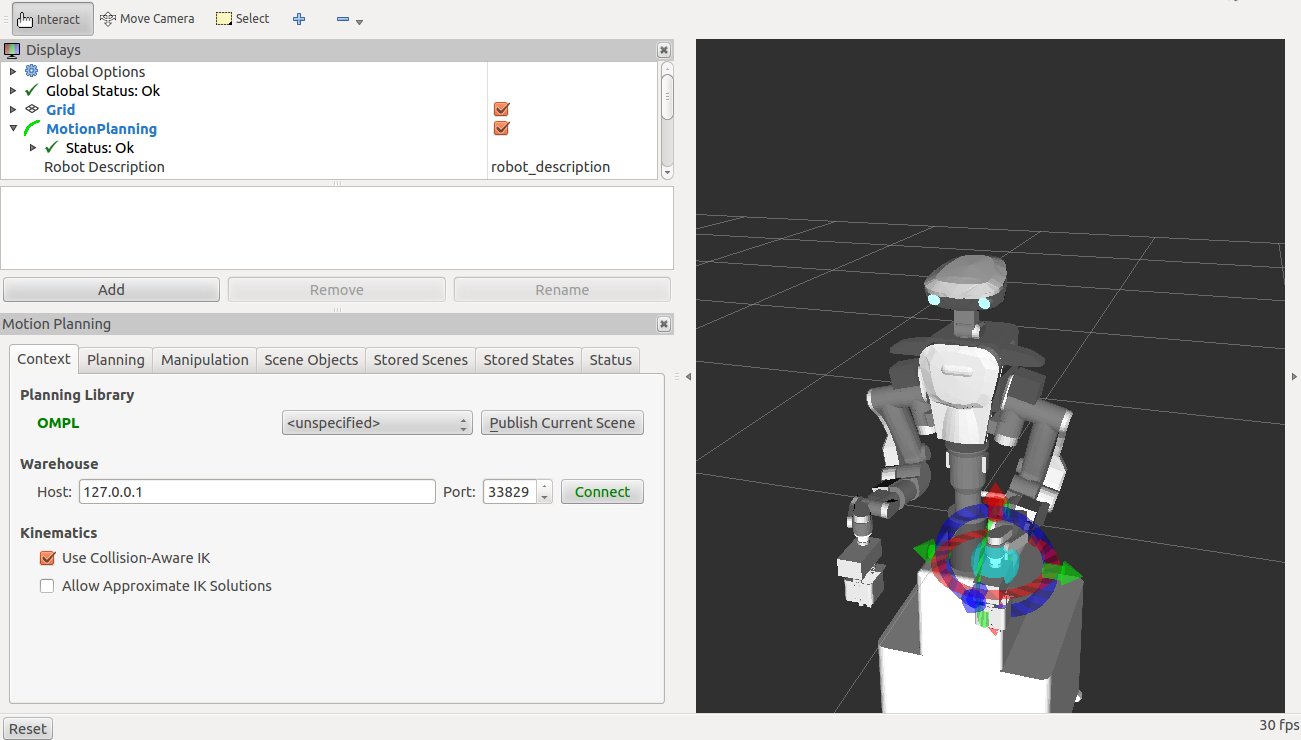 Interact Move Camera Select
Displays
Global Options
Global Status: Ok
Grid
MotionPlanning
Status: Ok
Robot Description robot_description
Add Remove Rename
Motion Planning
Context Planning Manipulation Scene Objects Stored Scenes Stored States Status
Planning Library
OMPL <unspecified> Publish Current Scene
Warehouse
Host: 127.0.0.1 Port: 33829 Connect
Kinematics
Use Collision-Aware IK
Allow Approximate IK Solutions
Reset 30 fps